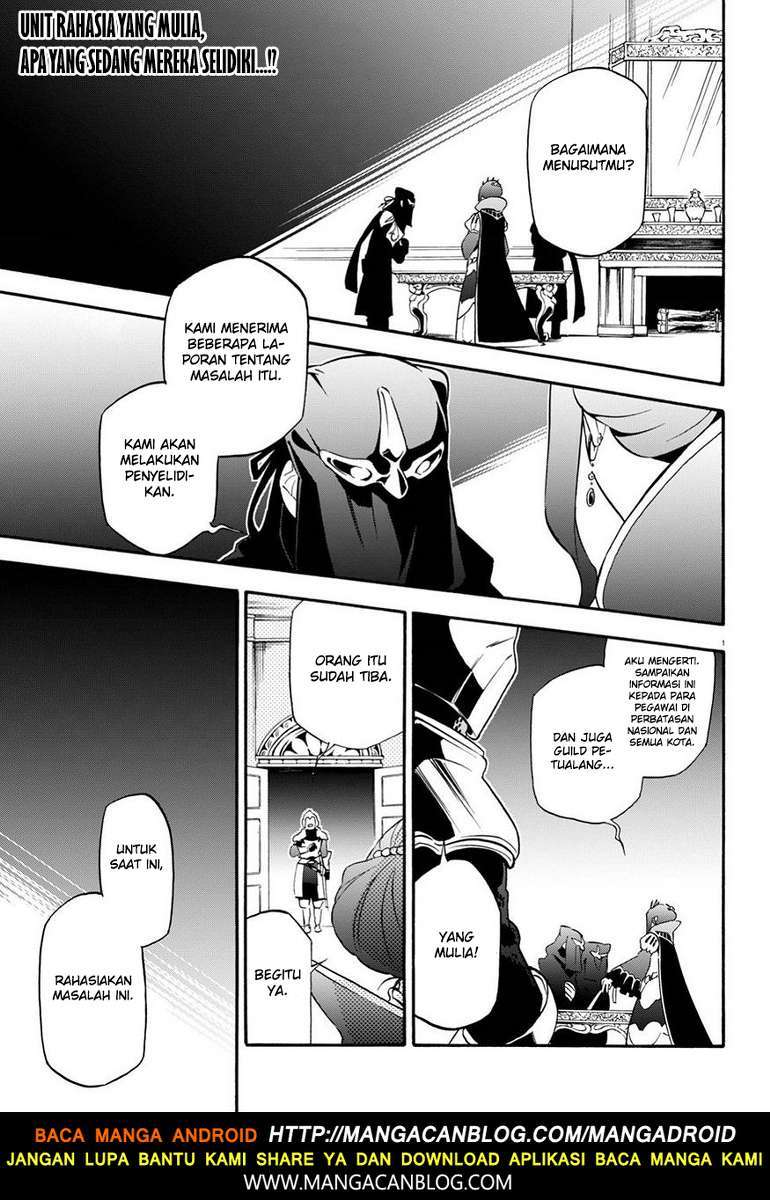 UNIT RAHASIA YANG MULIA,
APA YANG SEDANG MEREKA SELIDIKI...!?
BAGAIMANA
MENURUTMU?
KAMI MENERIMA
BEBERAPA LA-
PORAN TENTANG
MASALAH ITU.
KAMI AKAN
MELAKUKAN
PENYELIDI-
KAN.
1
AKU MENGERTI.
SAMPAIKAN
INFORMASI INI
KEPADA PARA
PEGAWAI DI
PERBATASAN
NASIONAL DAN
SEMUA KOTA.
DAN JUGA
GUILD PE-
TUALANG...
YANG
MULIA!
ORANG ITU
SUDAH TIBA.
BEGITU
YA.
UNTUK
SAAT INI,
RAHASIAKAN
MASALAH INI.
BACA MANGA ANDROID HTTP://MANGACANBLOG.COM/MANGADROID
JANGAN LUPA BANTU KAMI SHARE YA DAN DOWNLOAD APLIKASI BACA MANGA KAMI
WWW.MANGACANBLOG.COM